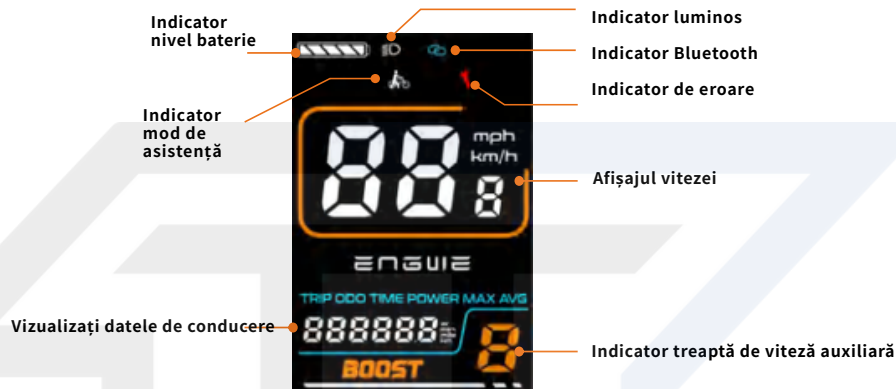 Indicator
nivel baterie
Indicator luminos
Indicator Bluetooth
Indicator de eroare
Indicator
mod de
asistență
mph
km/h
88
8
Afișajul vitezei
ENGWE
TRIP ODO TIME POWER MAX AVG
Vizualizați datele de conducere
888888
8
BOOST
Indicator treaptă de viteză auxiliară